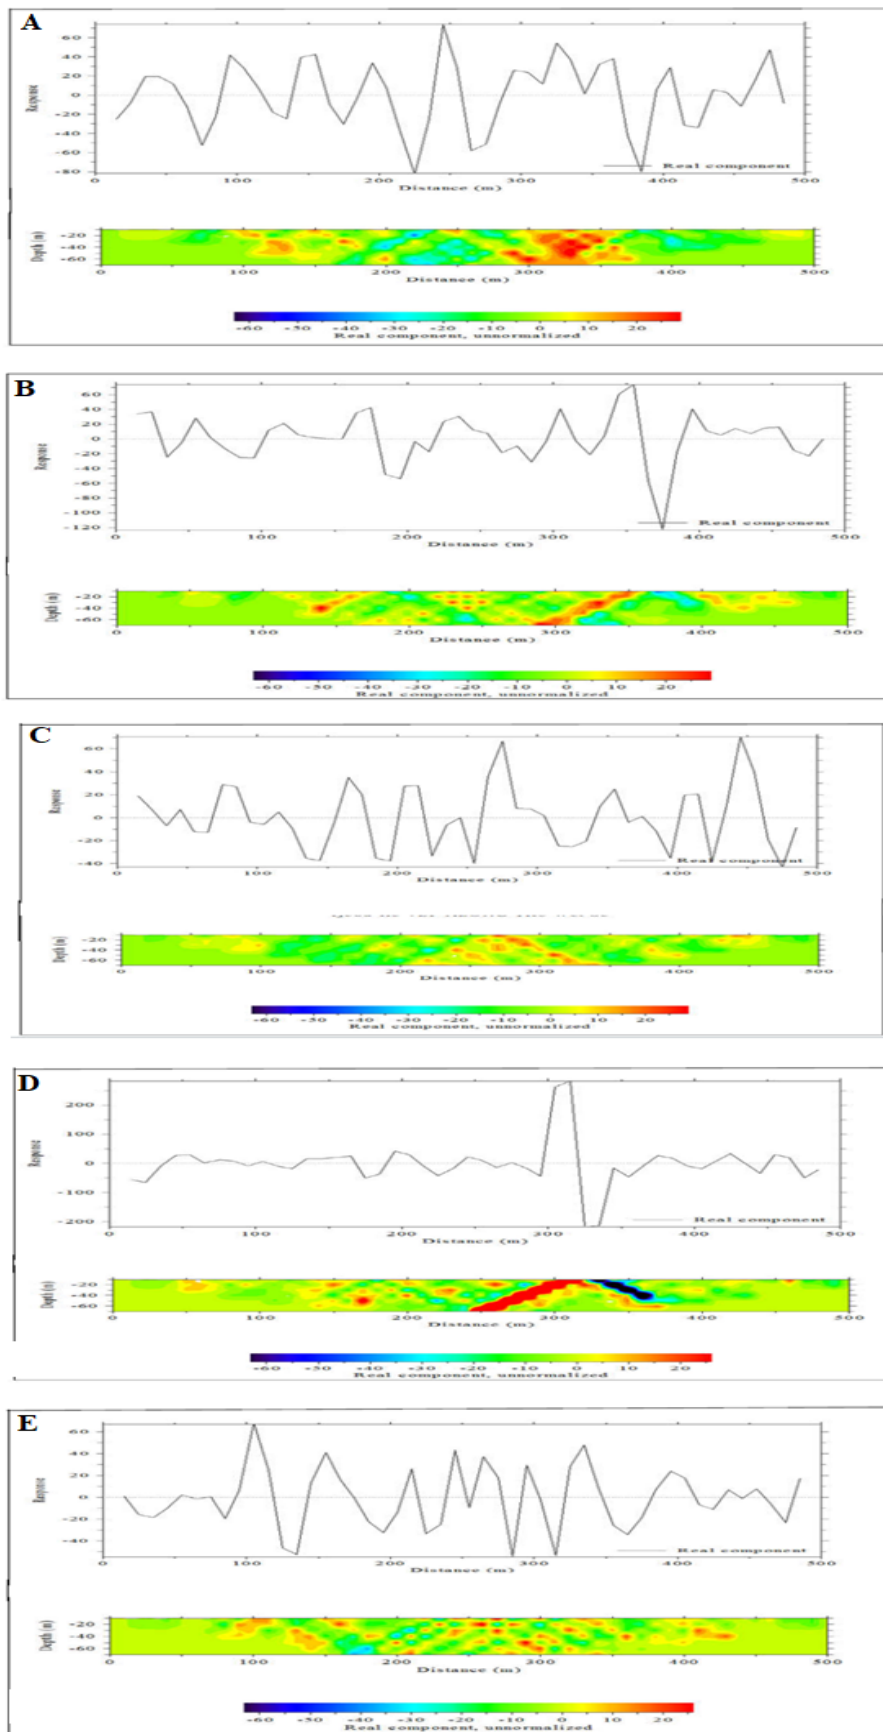 A
60
40
20
0
-20
-40
-60
-80
Response
Real component
0 100 200 300 400 500
Distance (m)
-20
-40
-60
Depth (m)
0 100 200 300 400 500
Distance (m)
-60 -50 -40 -30 -20 -10 0 10 20
Real component, unnormalized
B
60
40
20
0
-20
-40
-60
-80
-100
-120
Response
Real component
0 100 200 300 400 500
Distance (m)
-20
-40
-60
Depth (m)
0 100 200 300 400 500
Distance (m)
-60 -50 -40 -30 -20 -10 0 10 20
Real component, unnormalized
C
60
40
20
0
-20
-40
Response
Real component
0 100 200 300 400 500
Distance (m)
-20
-40
-60
Depth (m)
0 100 200 300 400 500
Distance (m)
-60 -50 -40 -30 -20 -10 0 10 20
Real component, unnormalized
D
200
100
0
-100
-200
Response
Real component
0 100 200 300 400 500
Distance (m)
-20
-40
-60
Depth (m)
0 100 200 300 400 500
Distance (m)
-60 -50 -40 -30 -20 -10 0 10 20
Real component, unnormalized
E
60
40
20
0
-20
-40
Response
Real component
0 100 200 300 400 500
Distance (m)
-20
-40
-60
Depth (m)
0 100 200 300 400 500
Distance (m)
-60 -50 -40 -30 -20 -10 0 10 20
Real component, unnormalized